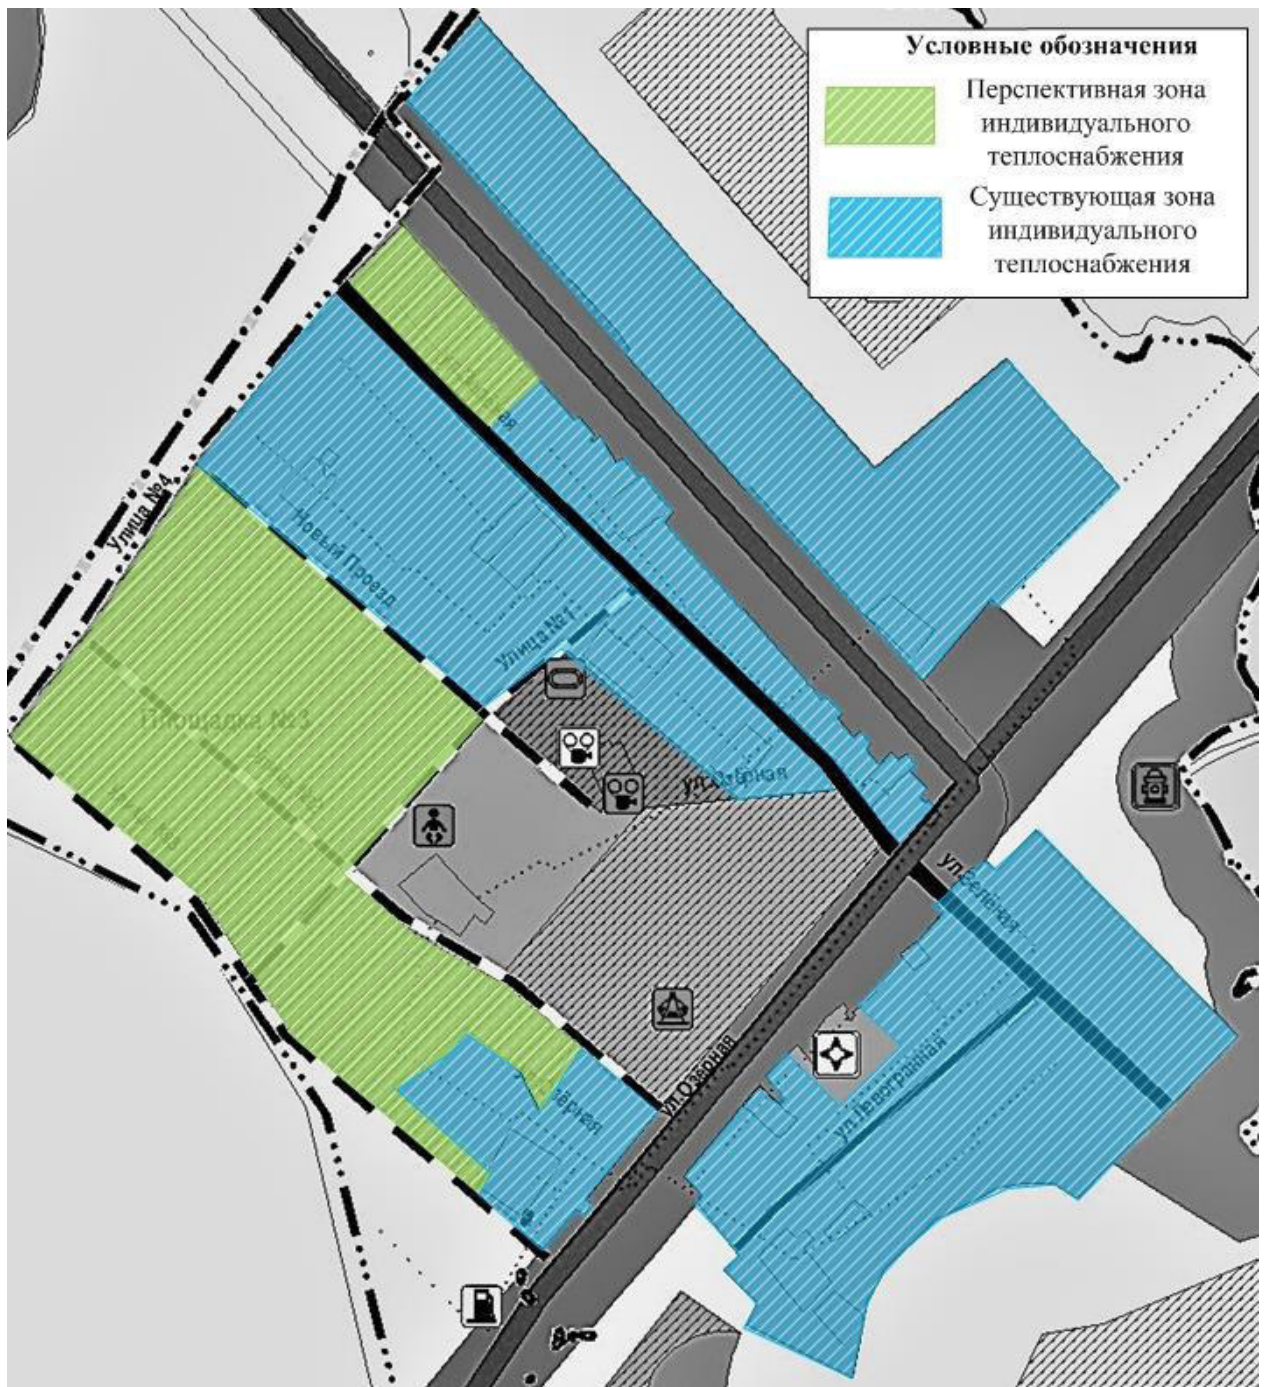 Условные обозначения
Перспективная зона
индивидуального
теплоснабжения
Существующая зона
индивидуального
теплоснабжения
Улица №4
Новый Проезд
Улица №1
Площадка №3
ул.Озёрная
ул.Зелёная
ул.Озёрная
ул.Левогранная